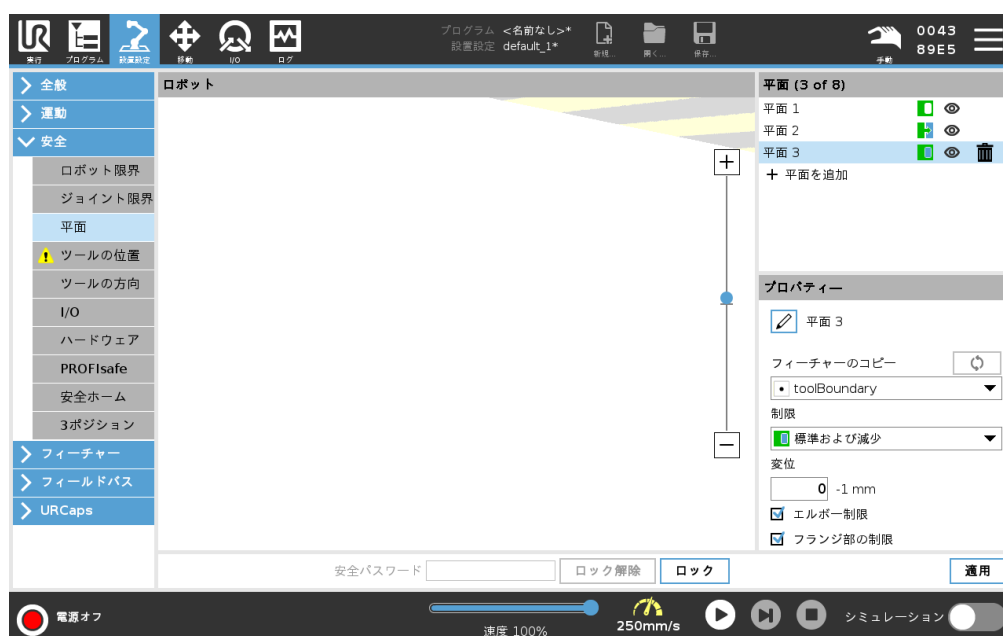 プログラム <名前なし>*
設置設定 default_1*
実行
プログラム
設置設定
移動
I/O
ログ
新規...
開く...
保存...
手動
0043
89E5
全般
運動
安全
ロボット限界
ジョイント限界
平面
ツールの位置
ツールの方向
I/O
ハードウェア
PROFIsafe
安全ホーム
3ポジション
フィーチャー
フィールドバス
URCaps
ロボット
平面 (3 of 8)
平面 1
平面 2
平面 3
平面を追加
プロパティー
平面 3
フィーチャーのコピー
toolBoundary
制限
標準および減少
変位
0 -1 mm
エルボー制限
フランジ部の制限
安全パスワード
ロック解除
ロック
適用
電源オフ
速度 100%
250mm/s
シミュレーション